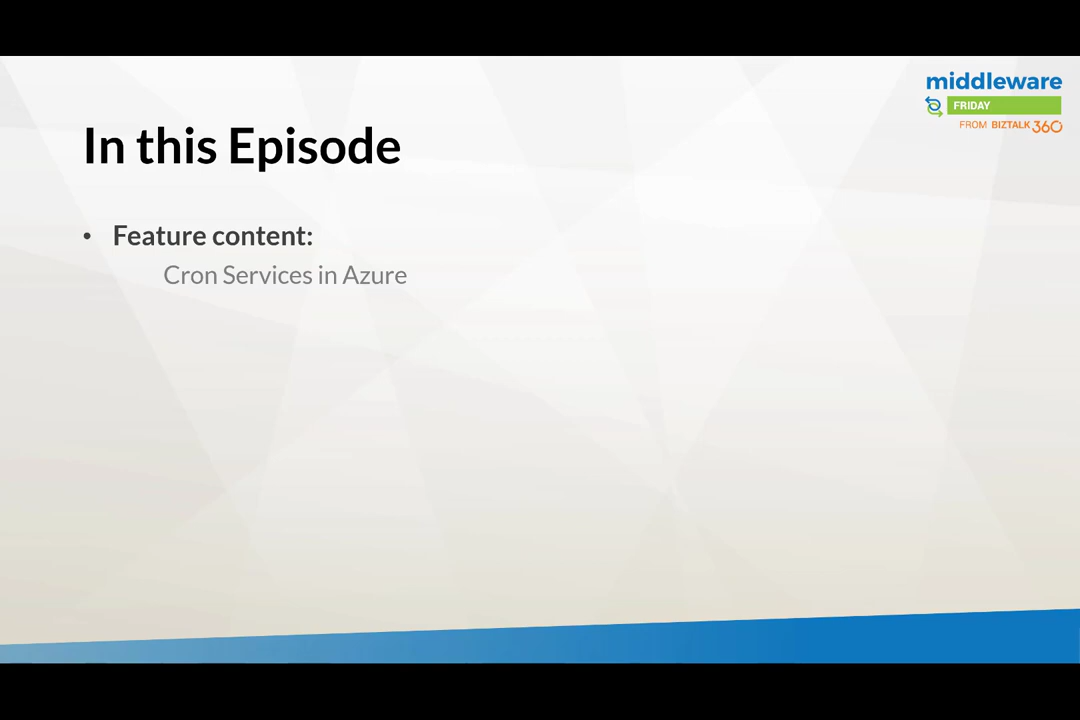 middleware
FRIDAY
FROM BIZTALK 360
In this Episode
• Feature content:
Cron Services in Azure